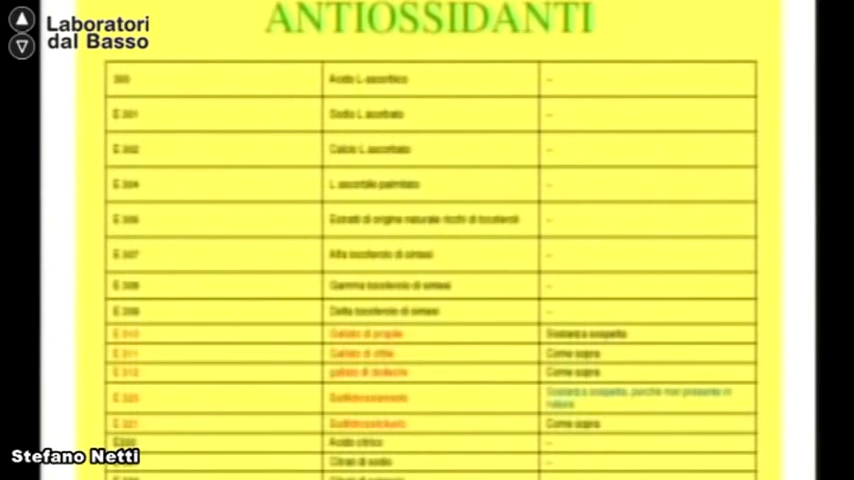 Laboratori
dal Basso
ANTIOSSIDANTI
300 Acido L-ascorbico --
E 301 Sodio L ascorbato --
E 302 Calcio L ascorbato --
E 304 L ascorbile palmitato --
E 306 Estratti di origine naturale ricchi di tocoferoli --
E 307 Alfa tocoferolo di sintesi --
E 308 Gamma tocoferolo di sintesi --
E 309 Delta tocoferolo di sintesi --
E 310 Gallato di propile Sostanza sospetta
E 311 Gallato di ottile Come sopra
E 312 gallato di dodecile Come sopra
E 320 Sostanza sospetta, perchè non presente in
natura
E 321 Come sopra
Acido citrico --
Citrati di sodio --
Stefano Netti